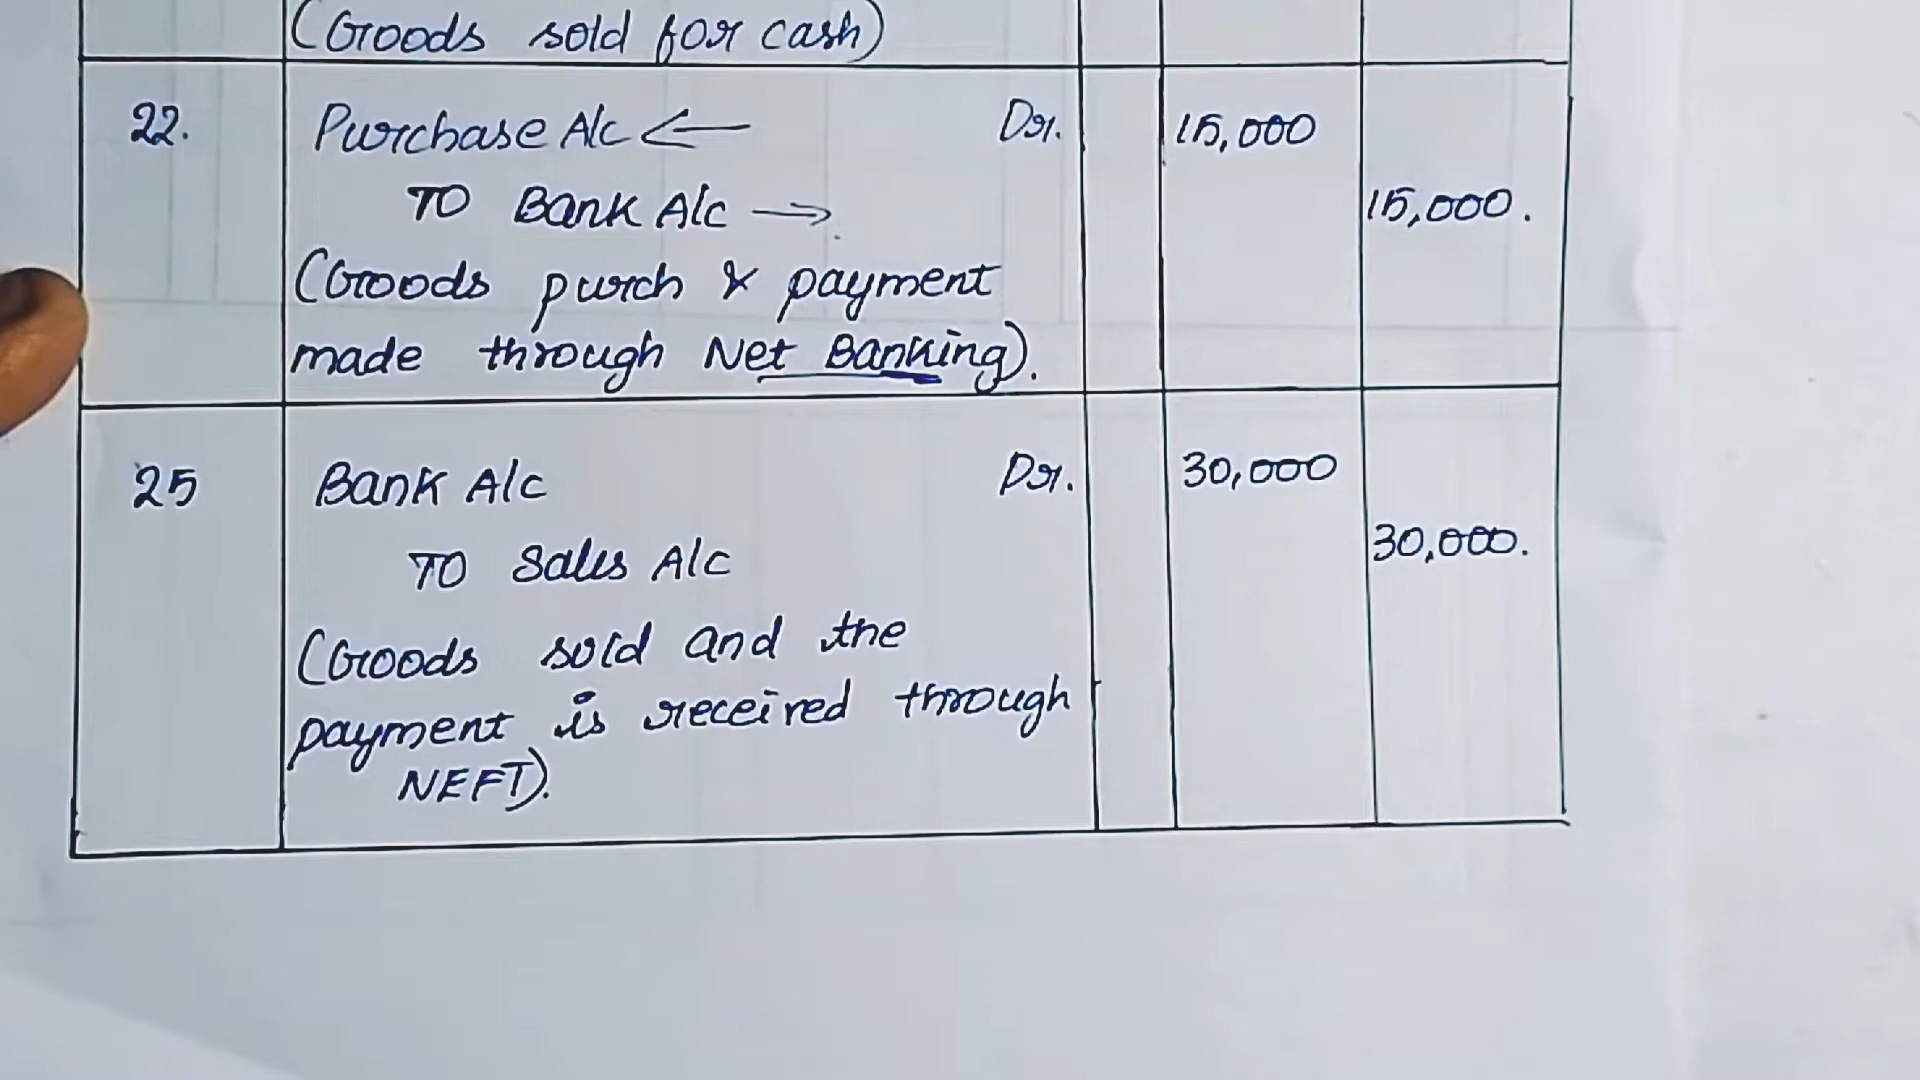 (Goods sold for cash)
22. Purchase A/c ← Dr. 15,000
TO Bank A/c → 15,000.
(Goods purch & payment
made through Net Banking).
25 Bank A/c Dr. 30,000
TO Sales A/c 30,000.
(Goods sold and the
payment is received through
NEFT).